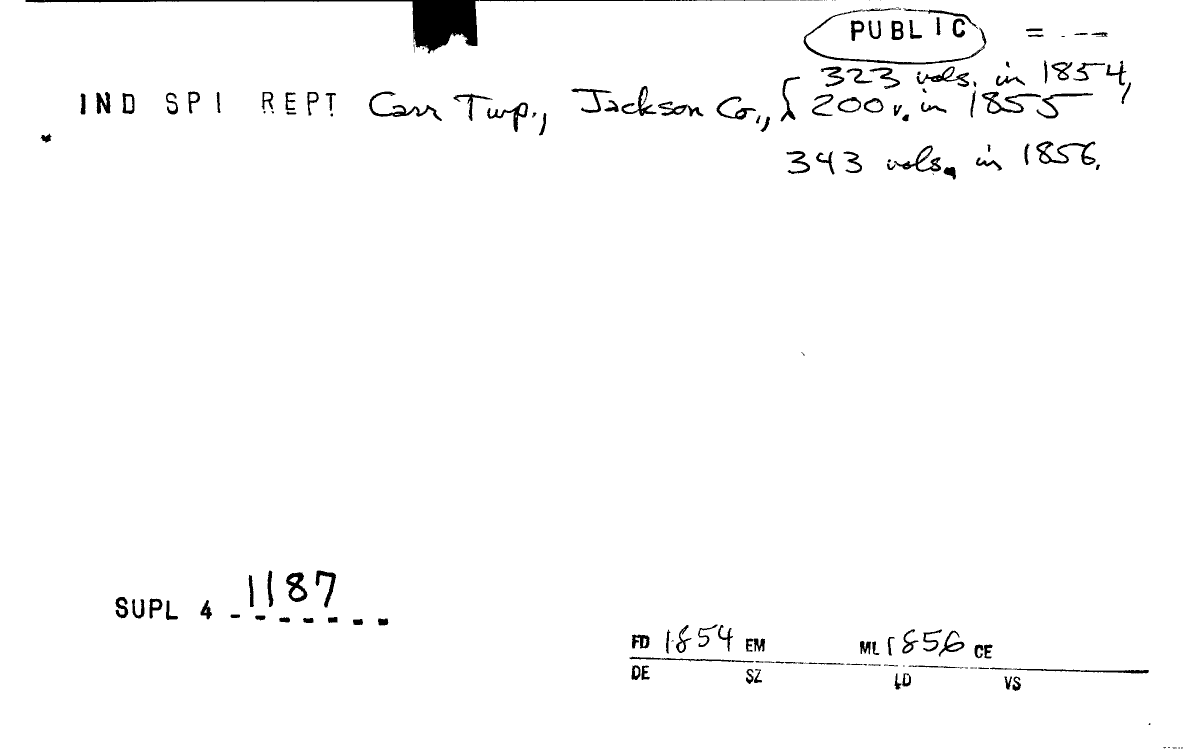 PUBLIC = - - -
323 vols. in 1854,
IND SPI REPT Carr Twp., Jackson Co., { 200 v. in 1855
343 vols. in 1856.
SUPL 4 1187
FD 1854 EM ML 1856 CE
DE SZ LD VS